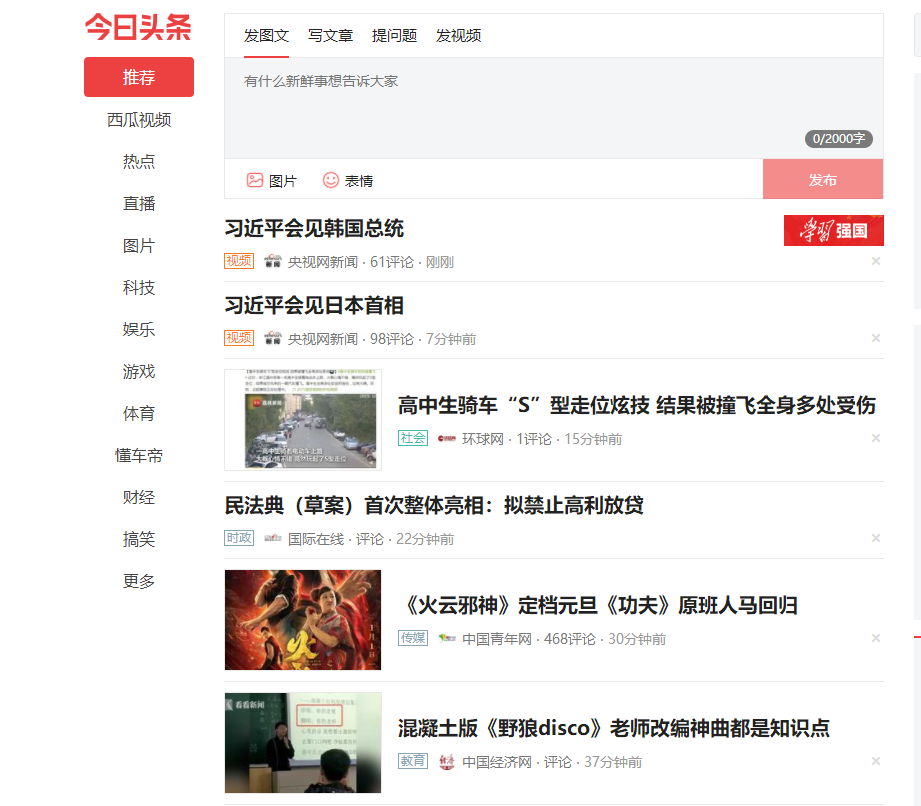 今日头条
推荐
西瓜视频
热点
直播
图片
科技
娱乐
游戏
体育
懂车帝
财经
搞笑
更多
发图文 写文章 提问题 发视频
有什么新鲜事想告诉大家
0/2000字
图片 表情 发布
习近平会见韩国总统
学习强国
视频 央视网新闻 · 61评论 · 刚刚
习近平会见日本首相
视频 央视网新闻 · 98评论 · 7分钟前
高中生骑车“S”型走位炫技 结果被撞飞全身多处受伤
社会 环球网 · 1评论 · 15分钟前
民法典（草案）首次整体亮相：拟禁止高利放贷
时政 国际在线 · 评论 · 22分钟前
1月1日
火
《火云邪神》定档元旦《功夫》原班人马回归
传媒 中国青年网 · 468评论 · 30分钟前
看看新闻
混凝土版《野狼disco》老师改编神曲都是知识点
教育 中国经济网 · 评论 · 37分钟前